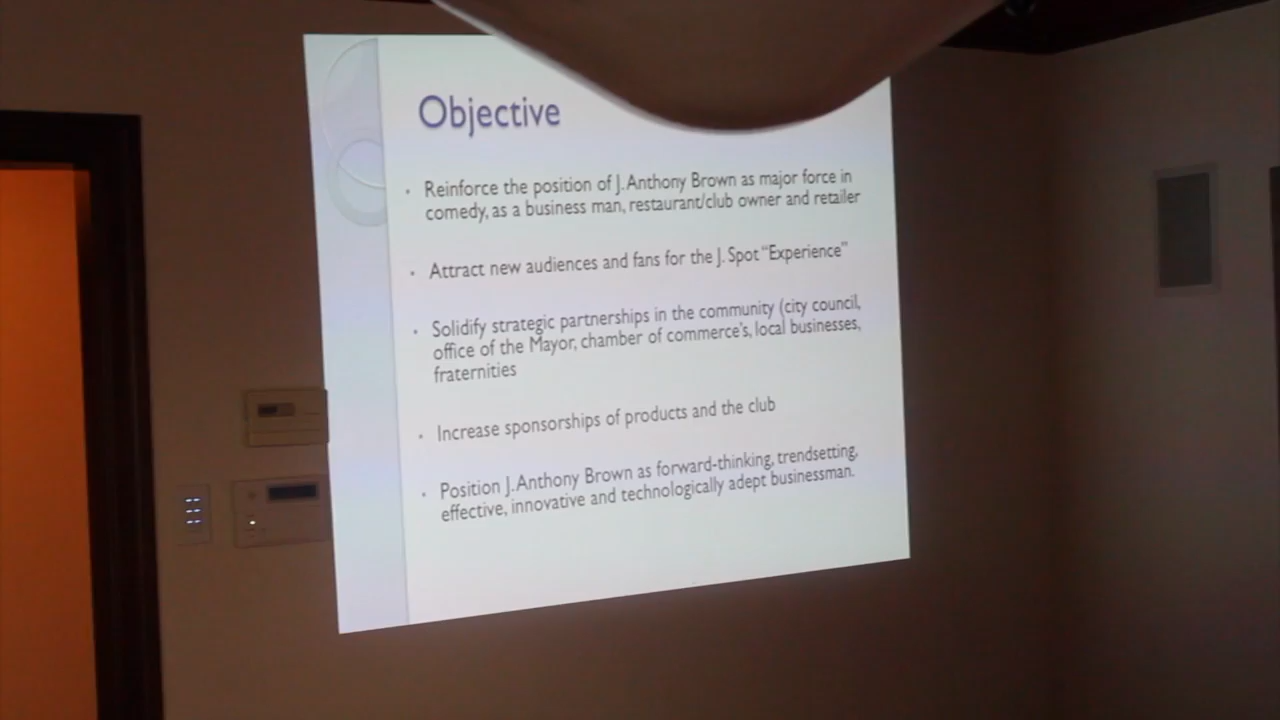 Objective
• Reinforce the position of J. Anthony Brown as major force in
comedy, as a business man, restaurant/club owner and retailer
• Attract new audiences and fans for the J. Spot “Experience”
• Solidify strategic partnerships in the community (city council,
office of the Mayor, chamber of commerce's, local businesses,
fraternities
• Increase sponsorships of products and the club
• Position J. Anthony Brown as forward-thinking, trendsetting,
effective, innovative and technologically adept businessman.